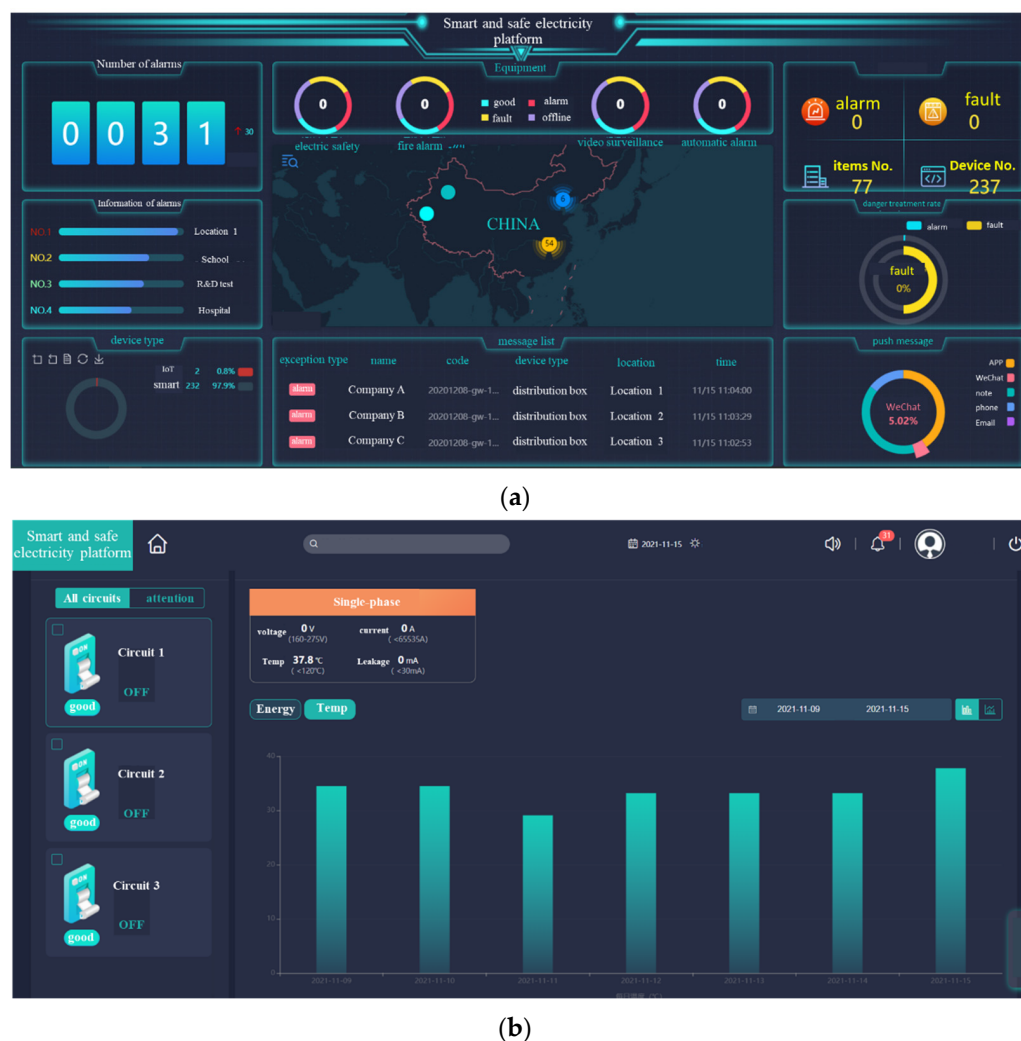 Smart and safe electricity
platform
Number of alarms
0 0 3 1
30
Equipment
0 0 0 0
good alarm
fault offline
electric safety fire alarm video surveillance automatic alarm
alarm
0
fault
0
items No.
77
Device No.
237
Information of alarms
NO.1 Location 1
NO.2 School
NO.3 R&D test
NO.4 Hospital
CHINA
6
54
danger treatment rate
alarm fault
fault
0%
device type
IoT 2 0.8%
smart 232 97.9%
message list
exception type name code device type location time
alarm Company A 20201208-gw-1... distribution box Location 1 11/15 11:04:00
alarm Company B 20201208-gw-1... distribution box Location 2 11/15 11:03:29
alarm Company C 20201208-gw-1... distribution box Location 3 11/15 11:02:53
push message
WeChat
5.02%
APP
WeChat
note
phone
Email
(a)
Smart and safe
electricity platform
2021-11-15
31
All circuits attention
ON
Circuit 1
OFF
good
ON
Circuit 2
OFF
good
ON
Circuit 3
OFF
good
Single-phase
voltage 0 V current 0 A
(160-275V) ( <65535A)
Temp 37.8 ℃ Leakage 0 mA
( <120℃) ( <30mA)
Energy Temp
2021-11-09 2021-11-15
40
30
20
10
0
2021-11-09 2021-11-10 2021-11-11 2021-11-12 2021-11-13 2021-11-14 2021-11-15
(b)